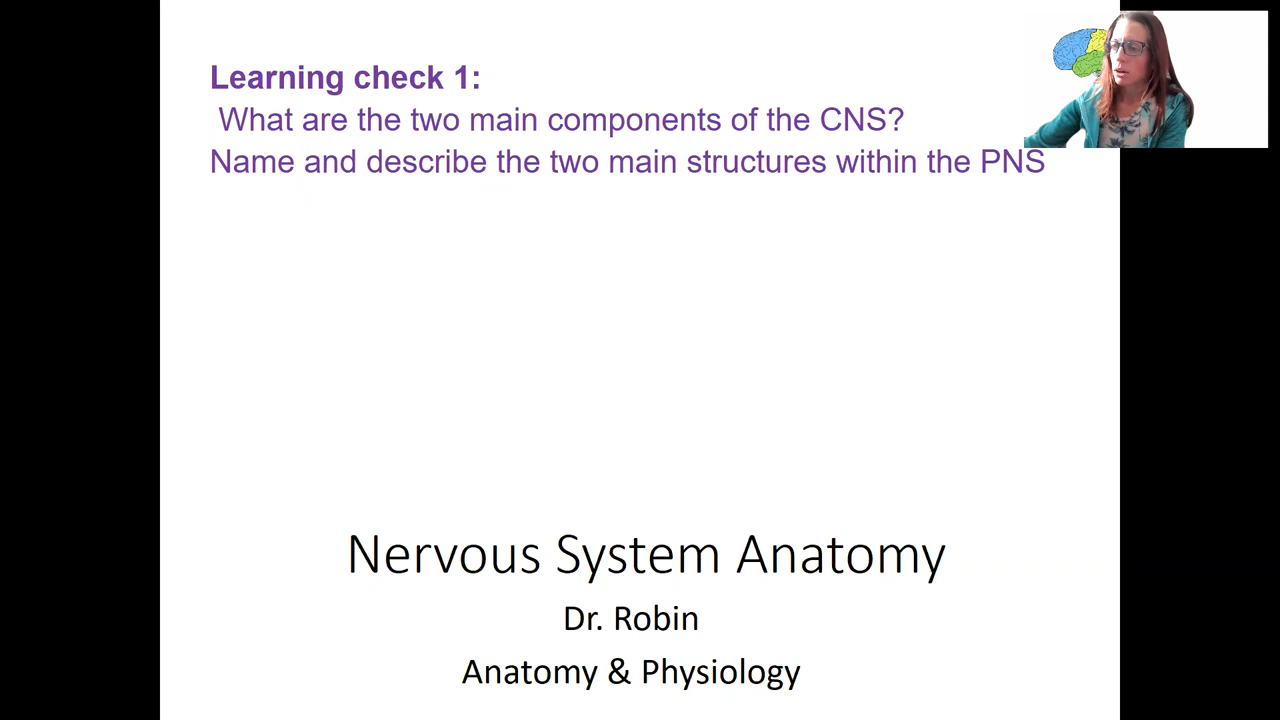 Learning check 1:
What are the two main components of the CNS?
Name and describe the two main structures within the PNS
Nervous System Anatomy
Dr. Robin
Anatomy & Physiology